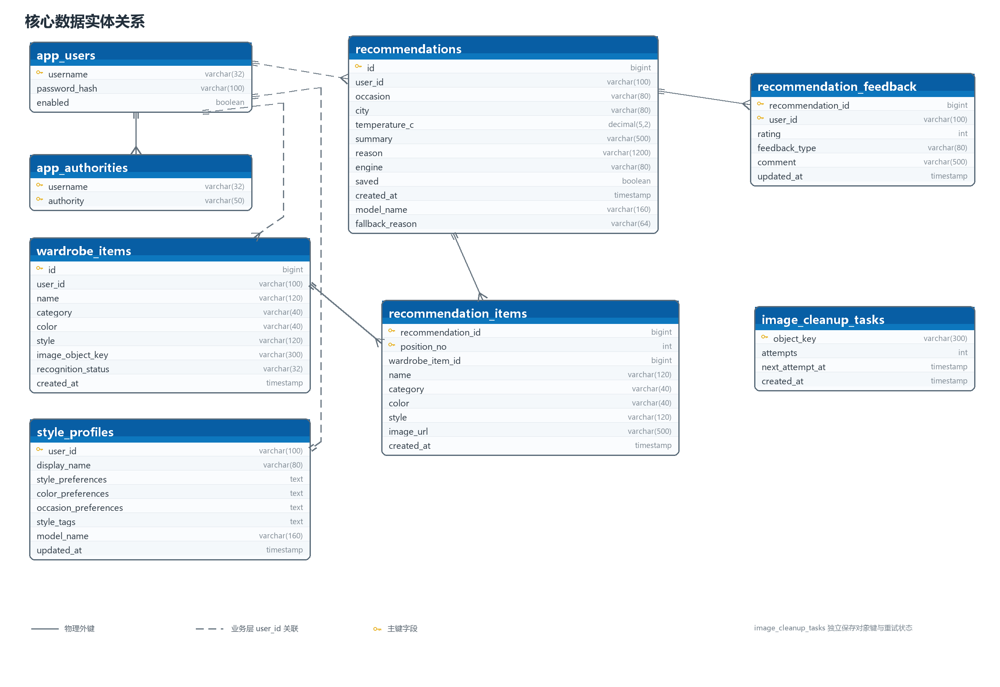 核心数据实体关系
app_users
username varchar(32)
password_hash varchar(100)
enabled boolean
app_authorities
username varchar(32)
authority varchar(50)
wardrobe_items
id bigint
user_id varchar(100)
name varchar(120)
category varchar(40)
color varchar(40)
style varchar(120)
image_object_key varchar(300)
recognition_status varchar(32)
created_at timestamp
style_profiles
user_id varchar(100)
display_name varchar(80)
style_preferences text
color_preferences text
occasion_preferences text
style_tags text
model_name varchar(160)
updated_at timestamp
recommendations
id bigint
user_id varchar(100)
occasion varchar(80)
city varchar(80)
temperature_c decimal(5,2)
summary varchar(500)
reason varchar(1200)
engine varchar(80)
saved boolean
created_at timestamp
model_name varchar(160)
fallback_reason varchar(64)
recommendation_items
recommendation_id bigint
position_no int
wardrobe_item_id bigint
name varchar(120)
category varchar(40)
color varchar(40)
style varchar(120)
image_url varchar(500)
created_at timestamp
recommendation_feedback
recommendation_id bigint
user_id varchar(100)
rating int
feedback_type varchar(80)
comment varchar(500)
updated_at timestamp
image_cleanup_tasks
object_key varchar(300)
attempts int
next_attempt_at timestamp
created_at timestamp
物理外键
业务层 user_id 关联
主键字段
image_cleanup_tasks 独立保存对象键与重试状态